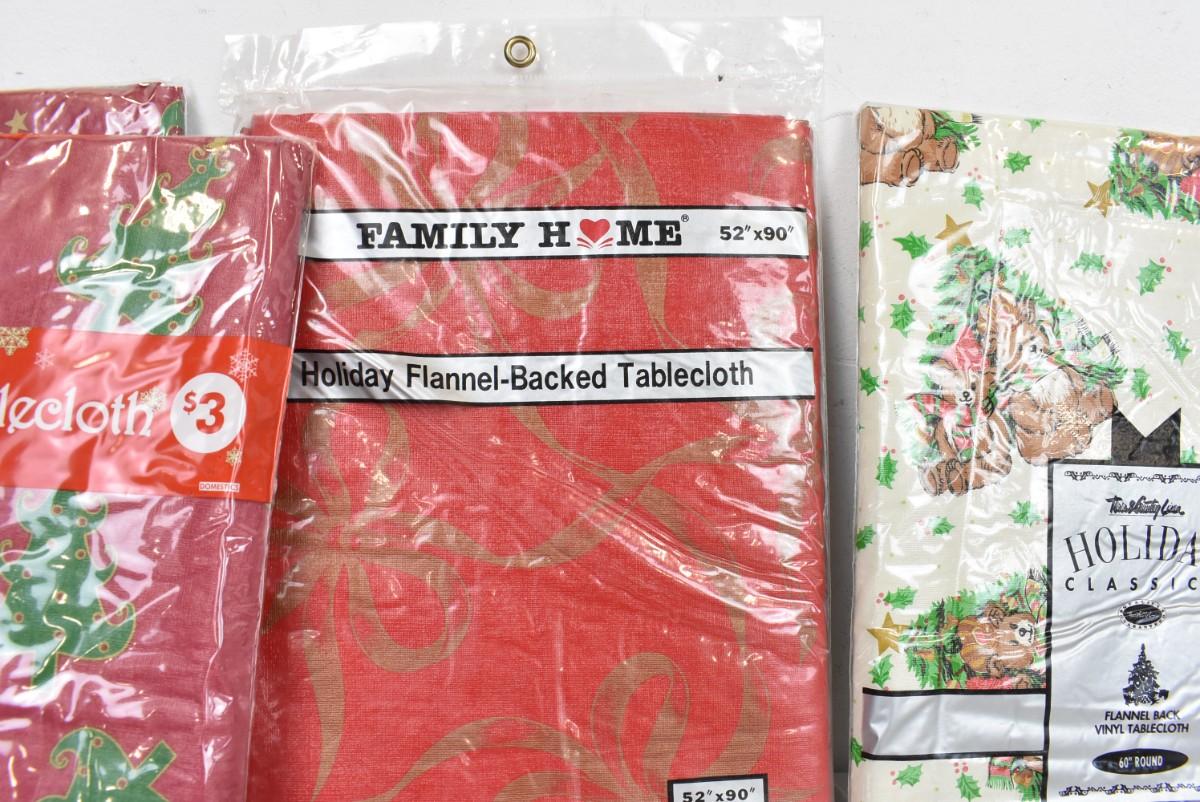 lecloth
$3
DOMESTICS
FAMILY HOME® 52"x90"
Holiday Flannel-Backed Tablecloth
52"x90"
HOLIDA
CLASSIC
FLANNEL BACK
VINYL TABLECLOTH
60" ROUND